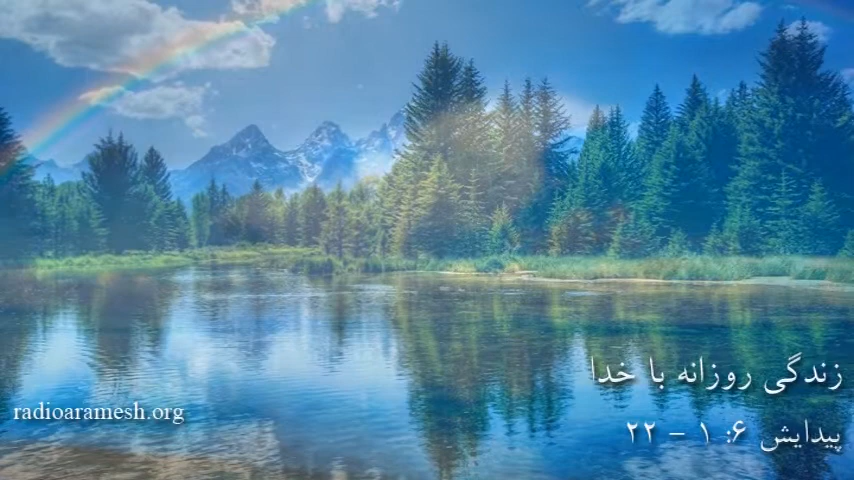 زندگی روزانه با خدا
radioaramesh.org
پیدایش ۶: ۱ – ۲۲